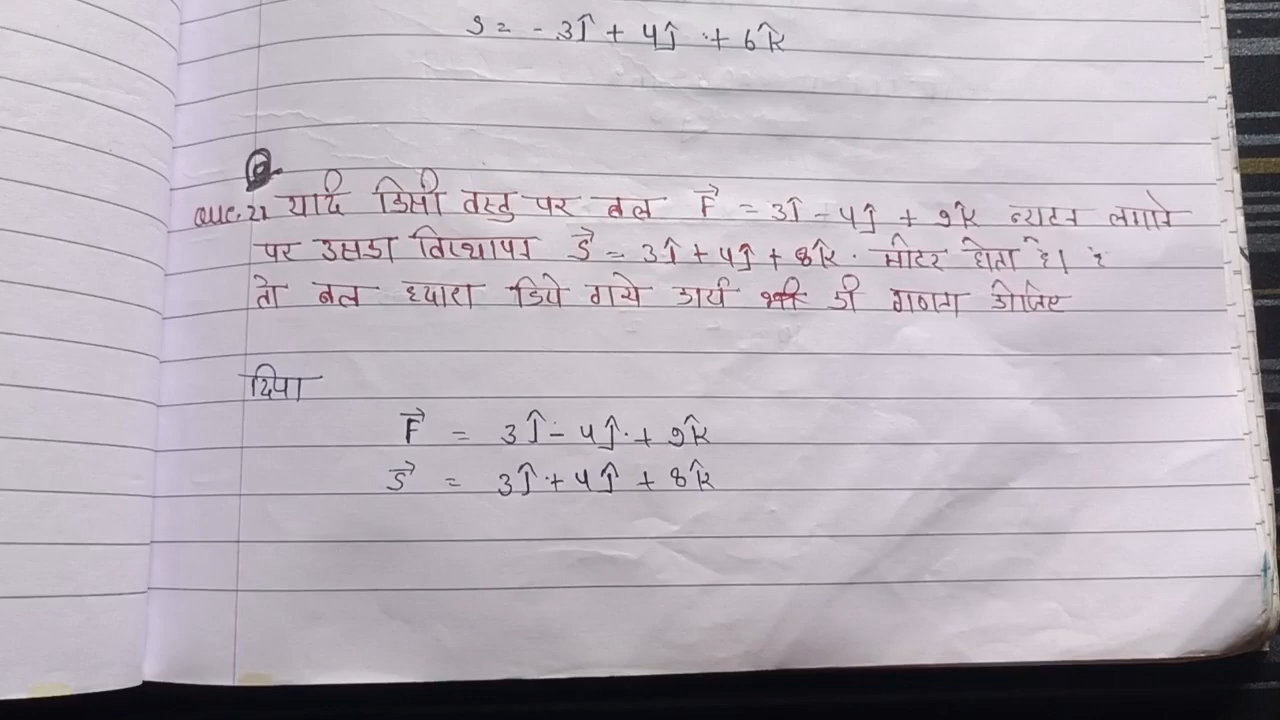 s = - 3î + 4ĵ + 6k̂
Que. 21 यदि किसी वस्तु पर बल F⃗ = 3î - 4ĵ + 9k̂ न्यूटन लगाने
पर उसका विस्थापन S⃗ = 3î + 4ĵ + 8k̂ . मीटर होता है।
तो बल ध्दारा किये गये कार्य की गणना कीजिए
दिया
F⃗ = 3î - 4ĵ + 9k̂
S⃗ = 3î + 4ĵ + 8k̂